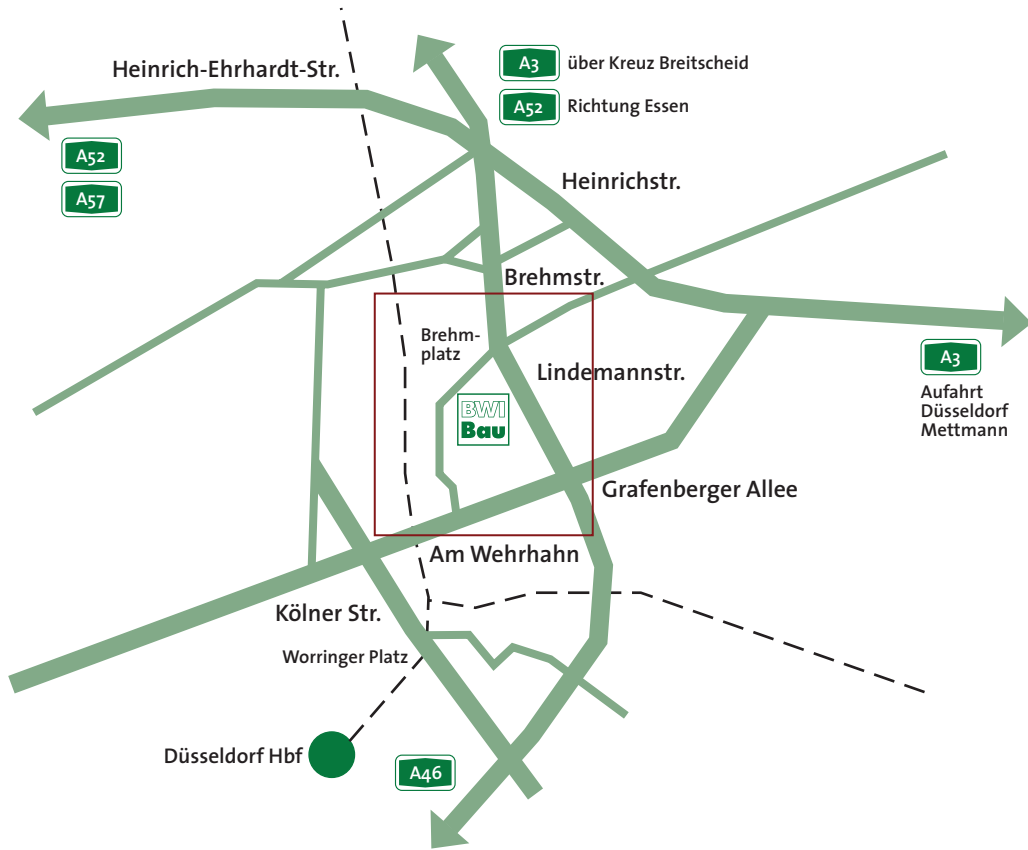 Heinrich-Ehrhardt-Str.
A3 über Kreuz Breitscheid
A52 Richtung Essen
A52
A57
Heinrichstr.
Brehmstr.
Brehm-
platz
Lindemannstr.
A3
Aufahrt
Düsseldorf
Mettmann
BWI
Bau
Grafenberger Allee
Am Wehrhahn
Kölner Str.
Worringer Platz
Düsseldorf Hbf
A46